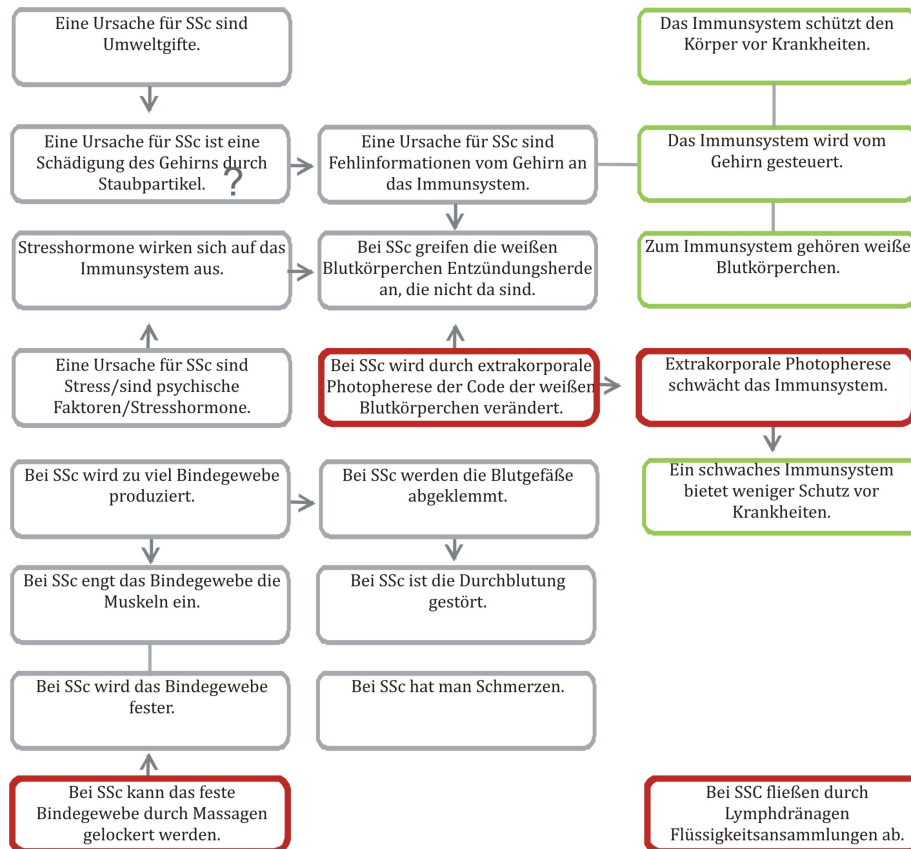 Eine Ursache für SSc sind
Umweltgifte.
Das Immunsystem schützt den
Körper vor Krankheiten.
Eine Ursache für SSc ist eine
Schädigung des Gehirns durch
Staubpartikel.
?
Eine Ursache für SSc sind
Fehlinformationen vom Gehirn an
das Immunsystem.
Das Immunsystem wird vom
Gehirn gesteuert.
Stresshormone wirken sich auf das
Immunsystem aus.
Bei SSc greifen die weißen
Blutkörperchen Entzündungsherde
an, die nicht da sind.
Zum Immunsystem gehören weiße
Blutkörperchen.
Eine Ursache für SSc sind
Stress/sind psychische
Faktoren/Stresshormone.
Bei SSc wird durch extrakorporale
Photopherese der Code der weißen
Blutkörperchen verändert.
Extrakorporale Photopherese
schwächt das Immunsystem.
Bei SSc wird zu viel Bindegewebe
produziert.
Bei SSc werden die Blutgefäße
abgeklemmt.
Ein schwaches Immunsystem
bietet weniger Schutz vor
Krankheiten.
Bei SSc engt das Bindegewebe die
Muskeln ein.
Bei SSc ist die Durchblutung
gestört.
Bei SSc wird das Bindegewebe
fester.
Bei SSc hat man Schmerzen.
Bei SSc kann das feste
Bindegewebe durch Massagen
gelockert werden.
Bei SSC fließen durch
Lymphdränagen
Flüssigkeitsansammlungen ab.